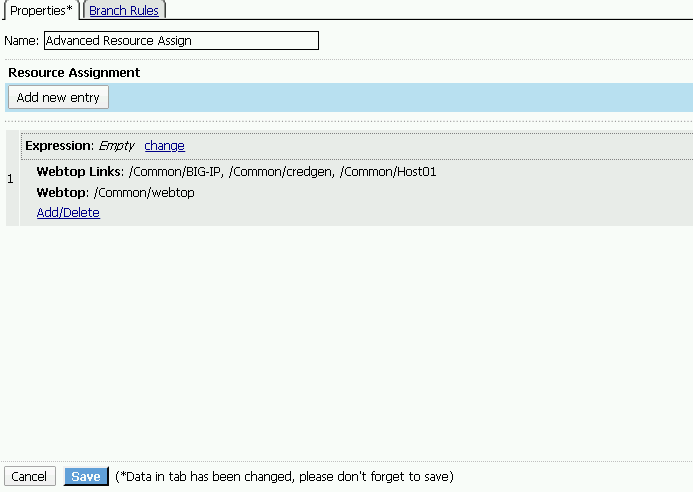 Properties* Branch Rules
Name: Advanced Resource Assign
Resource Assignment
Add new entry
Expression: Empty change
1
Webtop Links: /Common/BIG-IP, /Common/credgen, /Common/Host01
Webtop: /Common/webtop
Add/Delete
Cancel Save (*Data in tab has been changed, please don't forget to save)